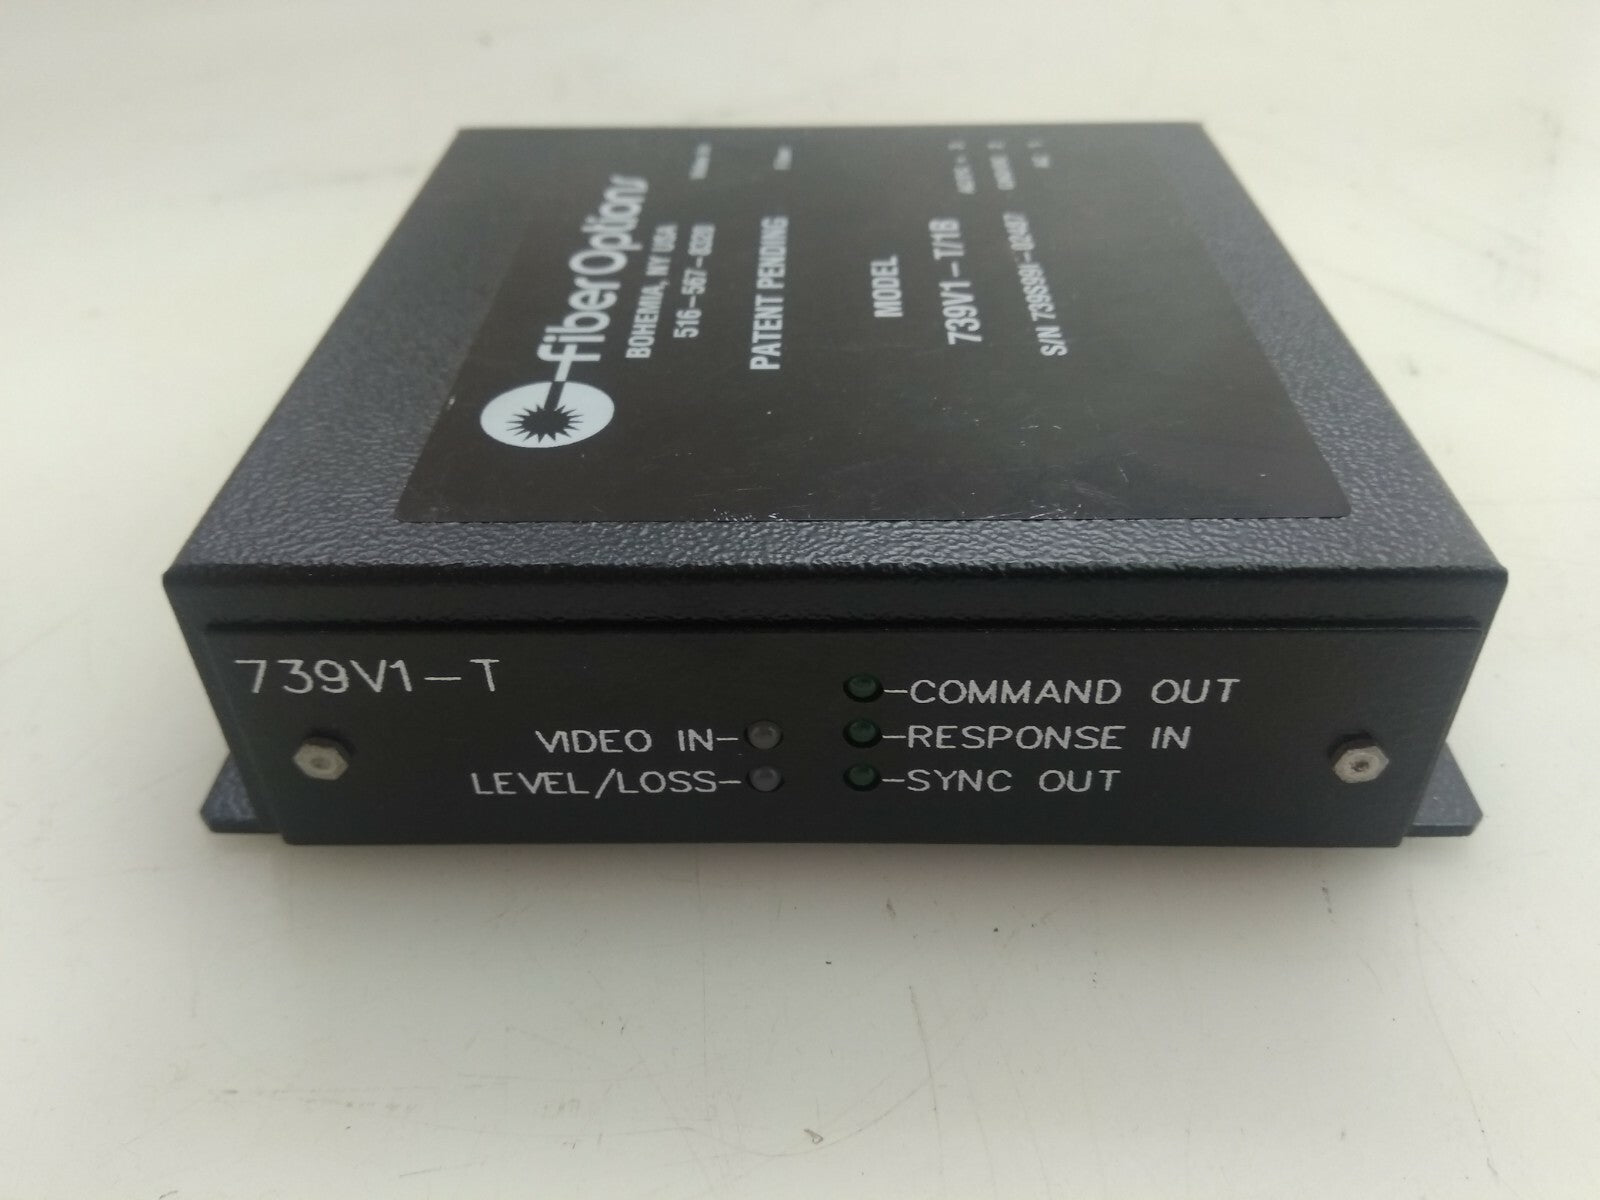 fiberOptions
BOHEMIA, NY USA
516-567-8320
PATENT PENDING
MODEL
739V1-T/1B
739V1-T
VIDEO IN-
LEVEL/LOSS-
-COMMAND OUT
-RESPONSE IN
-SYNC OUT